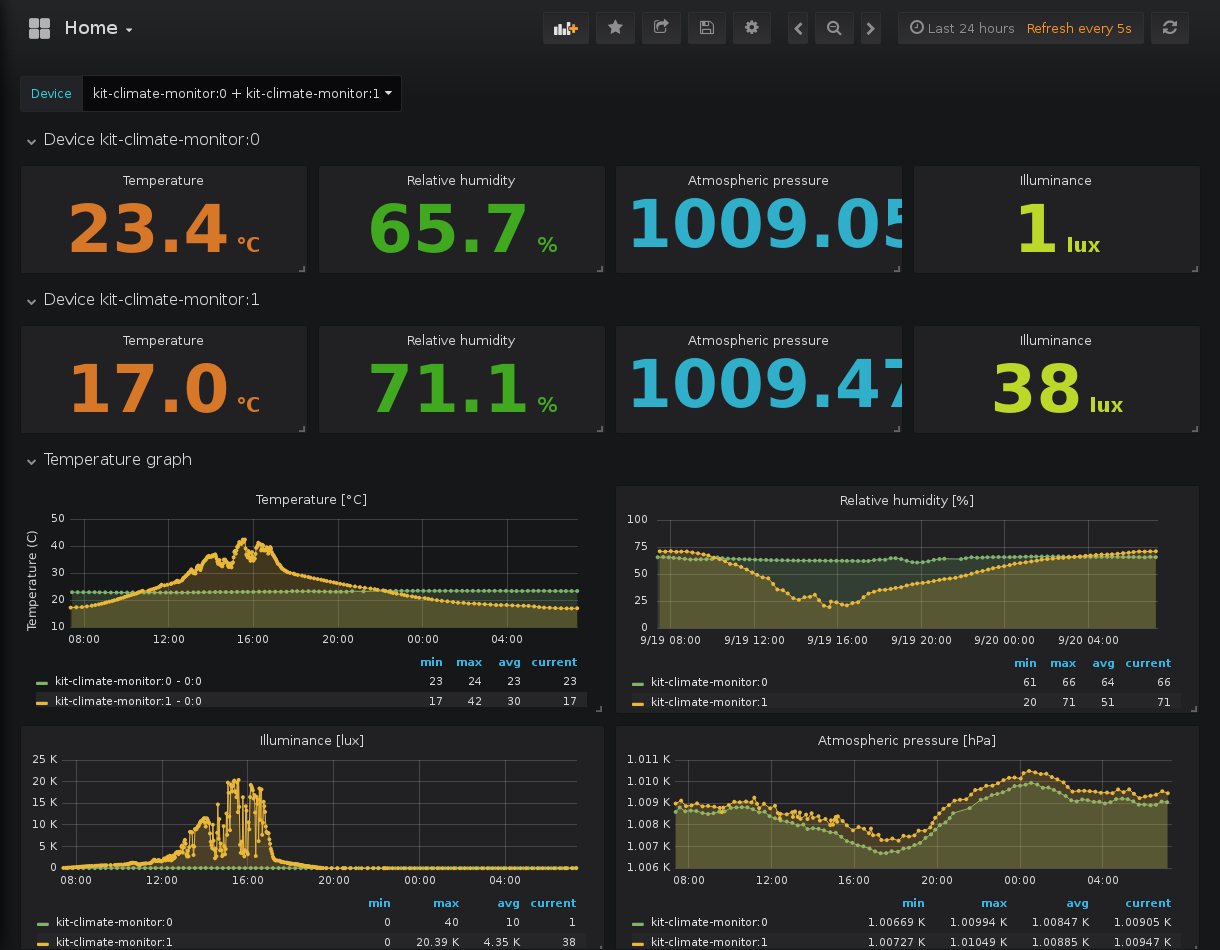 Home
Last 24 hours Refresh every 5s
Device kit-climate-monitor:0 + kit-climate-monitor:1
Device kit-climate-monitor:0
Temperature Relative humidity Atmospheric pressure Illuminance
23.4 °C 65.7 % 1009.05 1 lux
Device kit-climate-monitor:1
Temperature Relative humidity Atmospheric pressure Illuminance
17.0 °C 71.1 % 1009.47 38 lux
Temperature graph
Temperature [°C]
Temperature (C)
50
40
30
20
10
08:00 12:00 16:00 20:00 00:00 04:00
min max avg current
kit-climate-monitor:0 - 0:0 23 24 23 23
kit-climate-monitor:1 - 0:0 17 42 30 17
Relative humidity [%]
100
75
50
25
0
9/19 08:00 9/19 12:00 9/19 16:00 9/19 20:00 9/20 00:00 9/20 04:00
min max avg current
kit-climate-monitor:0 61 66 64 66
kit-climate-monitor:1 20 71 51 71
Illuminance [lux]
25 K
20 K
15 K
10 K
5 K
0
08:00 12:00 16:00 20:00 00:00 04:00
min max avg current
kit-climate-monitor:0 0 40 10 1
kit-climate-monitor:1 0 20.39 K 4.35 K 38
Atmospheric pressure [hPa]
1.011 K
1.010 K
1.009 K
1.008 K
1.007 K
1.006 K
08:00 12:00 16:00 20:00 00:00 04:00
min max avg current
kit-climate-monitor:0 1.00669 K 1.00994 K 1.00847 K 1.00905 K
kit-climate-monitor:1 1.00727 K 1.01049 K 1.00885 K 1.00947 K